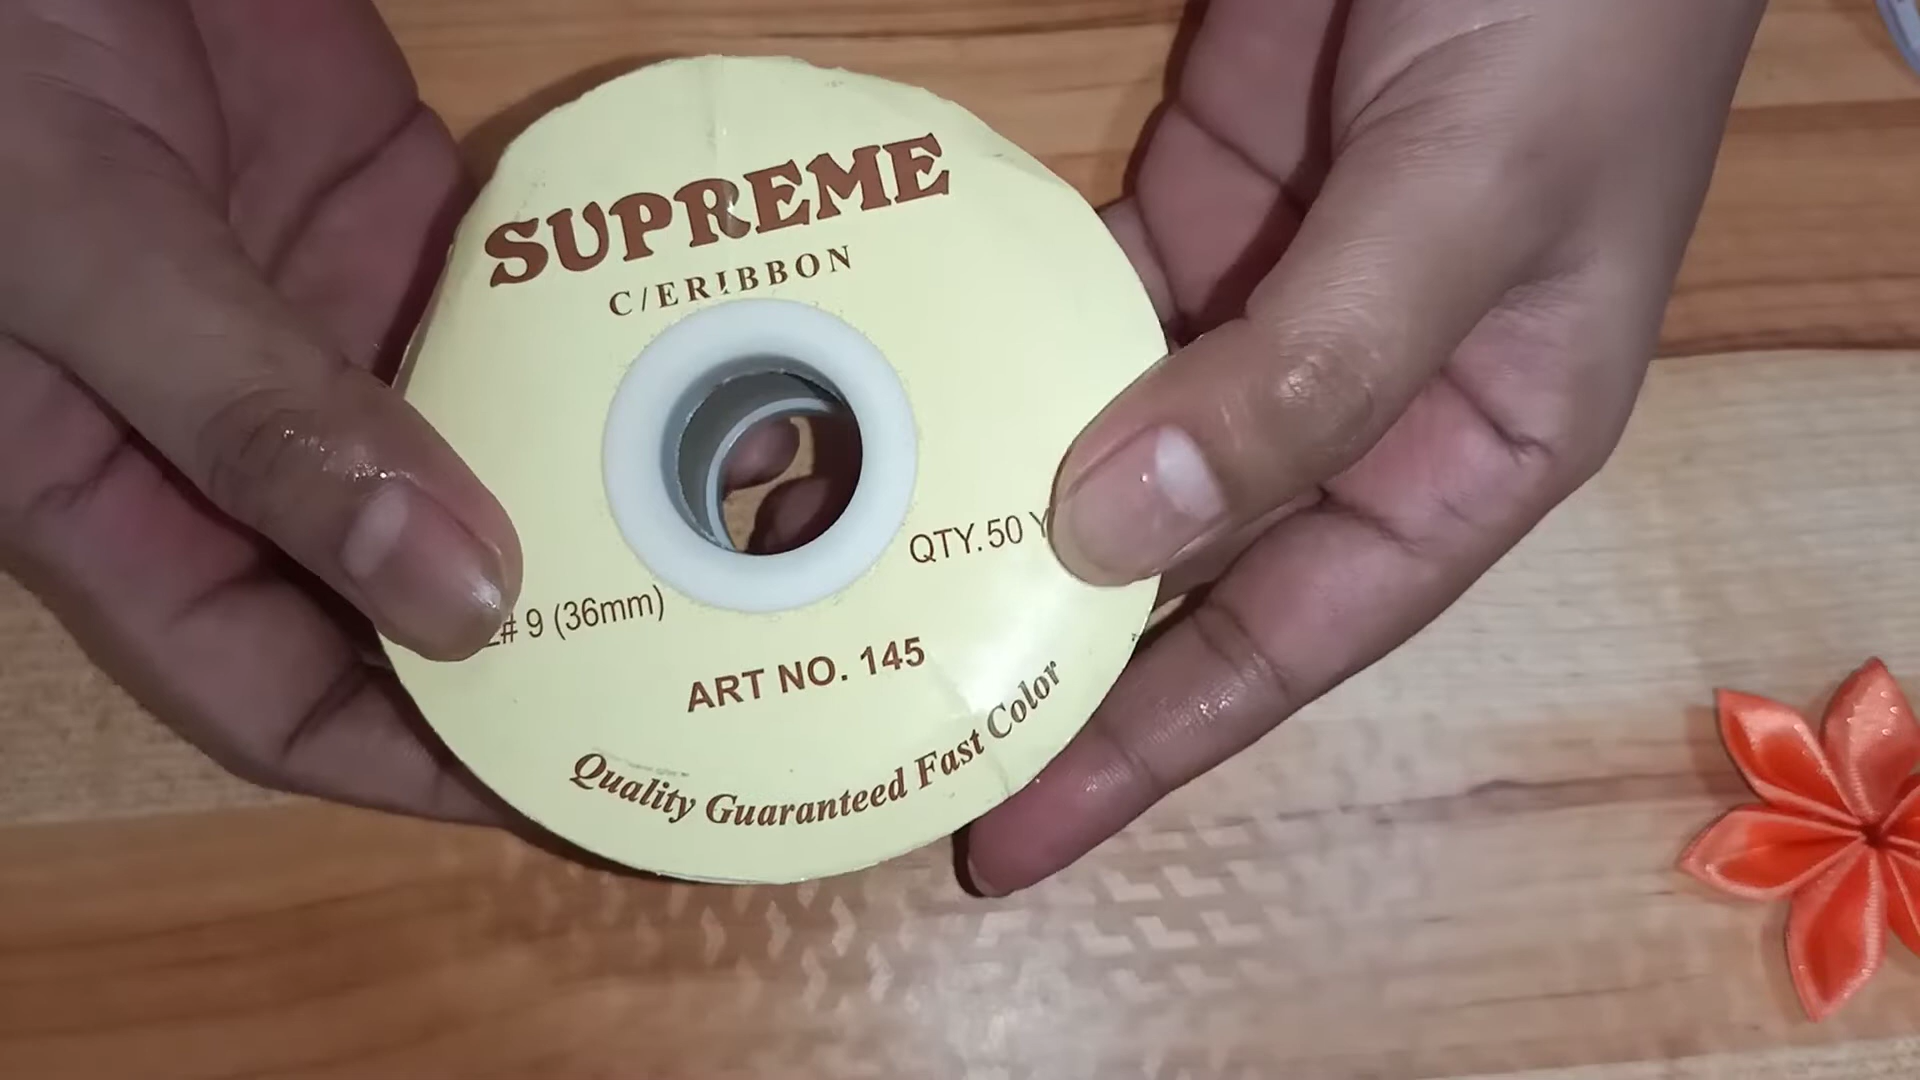 SUPREME
C/ERIBBON
QTY.50 Y
# 9 (36mm)
ART NO. 145
Quality Guaranteed Fast Color